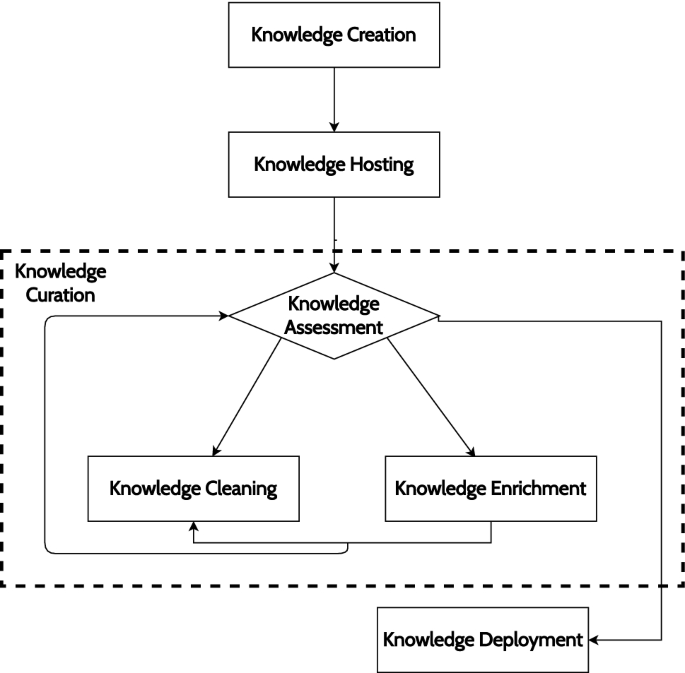 Knowledge Creation
Knowledge Hosting
Knowledge
Curation
Knowledge
Assessment
Knowledge Cleaning
Knowledge Enrichment
Knowledge Deployment